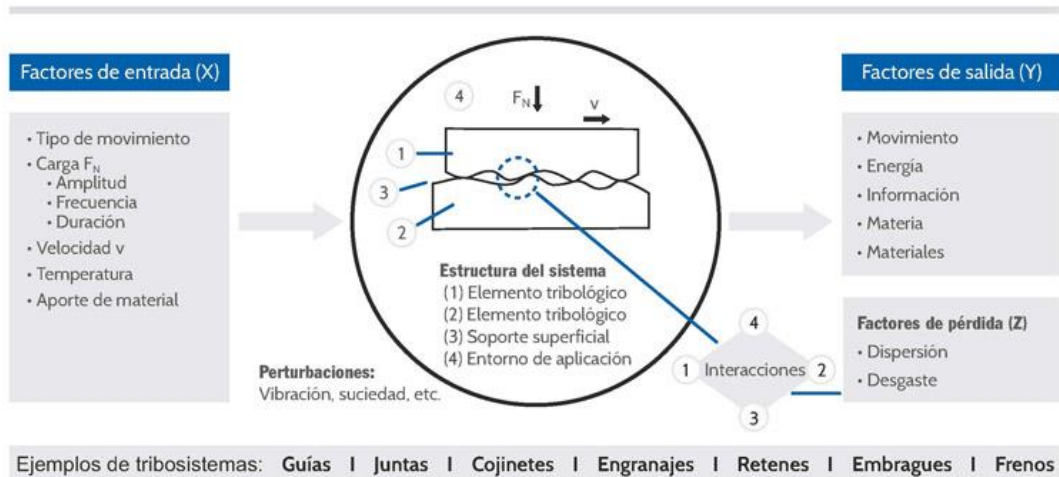 Factores de entrada (X)
• Tipo de movimiento
• Carga F_N
• Amplitud
• Frecuencia
• Duración
• Velocidad v
• Temperatura
• Aporte de material
4
F_N
v
1
3
2
Estructura del sistema
(1) Elemento tribológico
(2) Elemento tribológico
(3) Soporte superficial
(4) Entorno de aplicación
Perturbaciones:
Vibración, suciedad, etc.
4
1 Interacciones 2
3
Factores de salida (Y)
• Movimiento
• Energía
• Información
• Materia
• Materiales
Factores de pérdida (Z)
• Dispersión
• Desgaste
Ejemplos de tribosistemas: Guías I Juntas I Cojinetes I Engranajes I Retenes I Embragues I Frenos